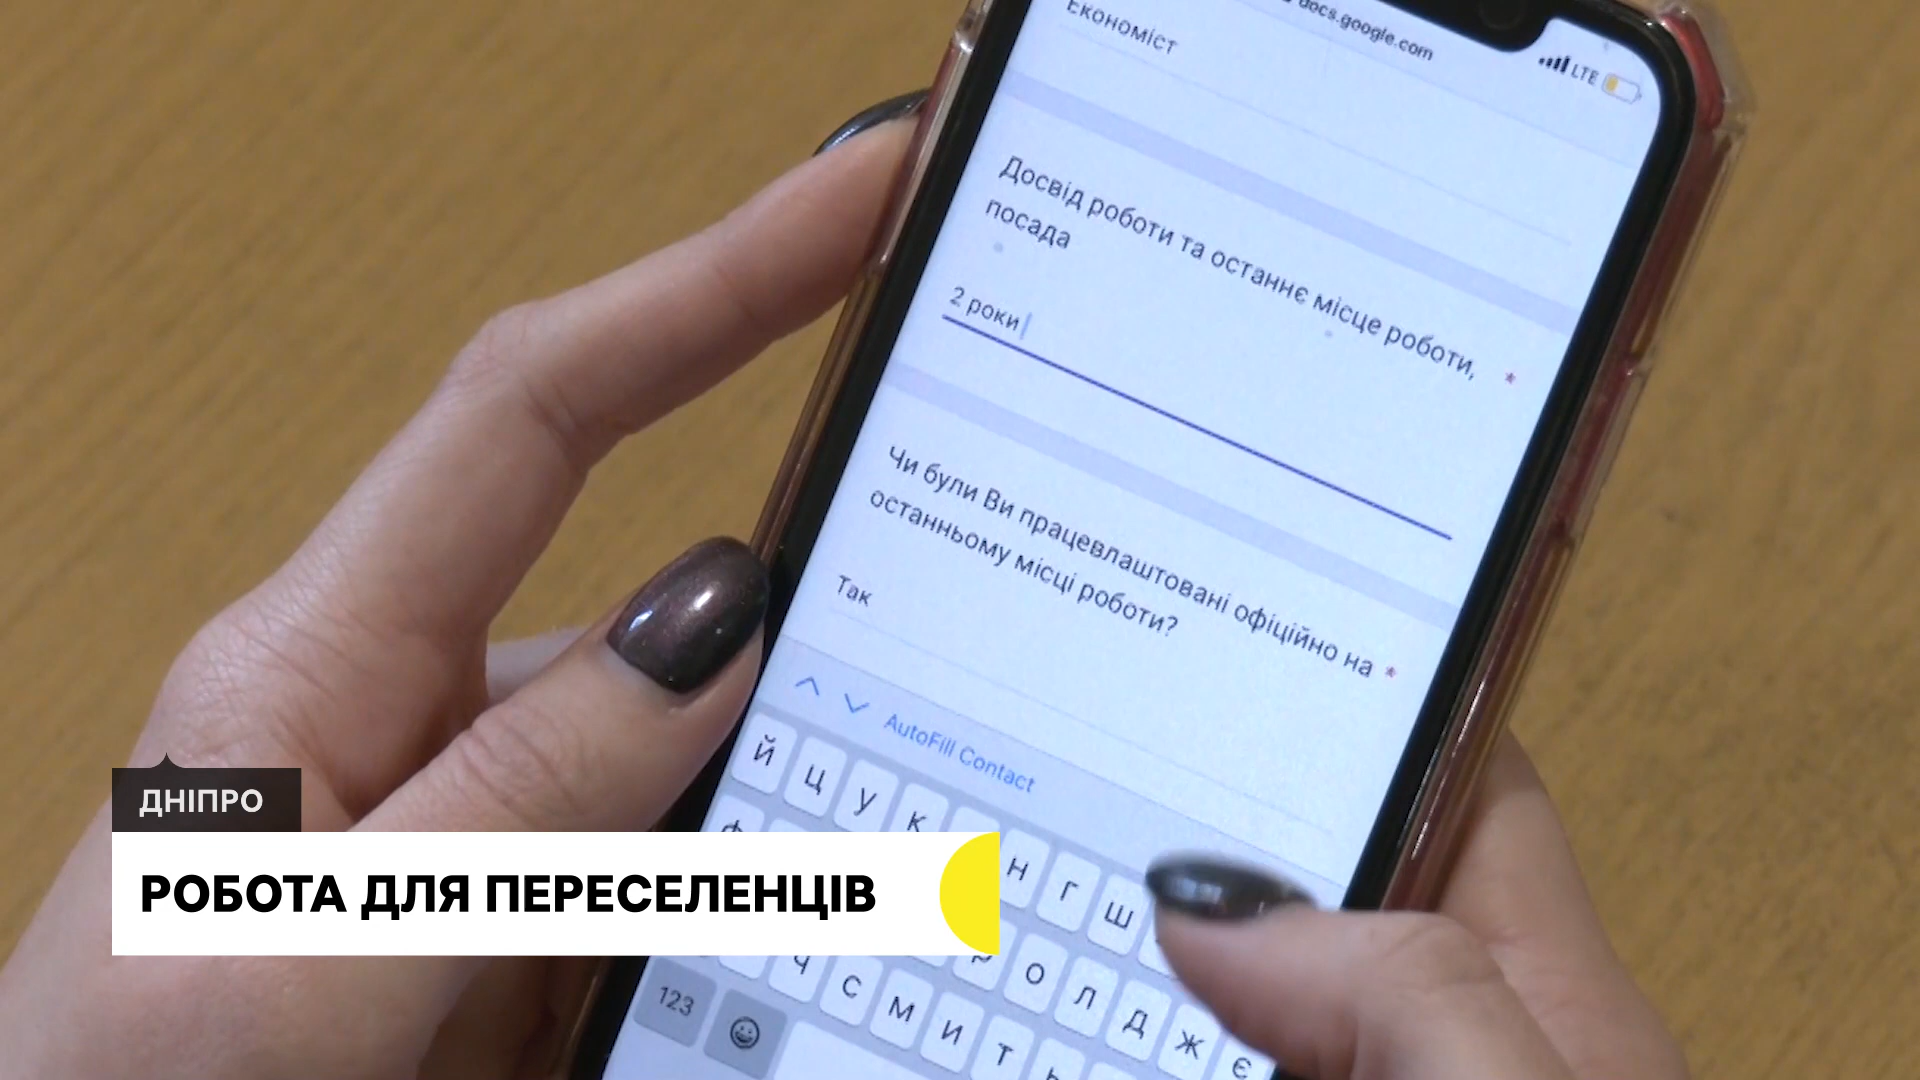 docs.google.com
LTE
Економіст
Досвід роботи та останнє місце роботи, *
посада
2 роки
Чи були Ви працевлаштовані офіційно на *
останньому місці роботи?
Так
AutoFill Contact
Й Ц У К Н Г Ш
Ф Р О Л Д Ж Є
Ч С М И Т Ь
123
ДНІПРО
РОБОТА ДЛЯ ПЕРЕСЕЛЕНЦІВ